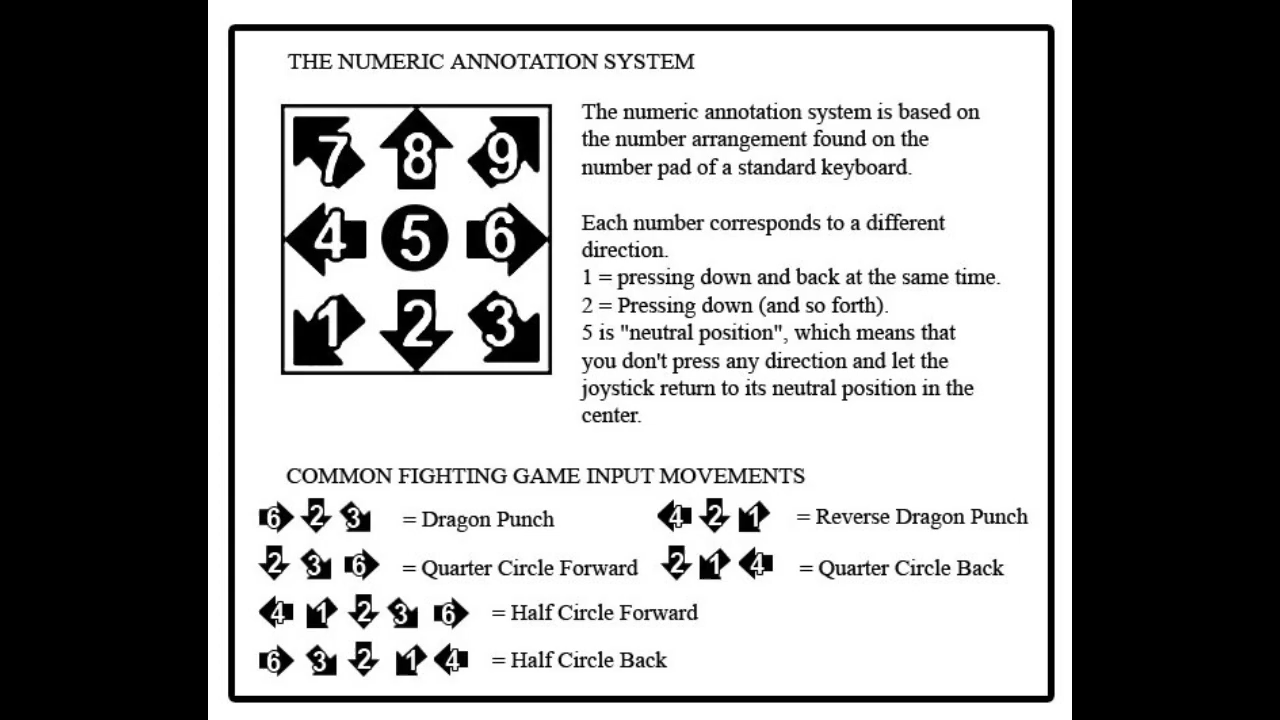 THE NUMERIC ANNOTATION SYSTEM
7 8 9
4 5 6
1 2 3
The numeric annotation system is based on
the number arrangement found on the
number pad of a standard keyboard.
Each number corresponds to a different
direction.
1 = pressing down and back at the same time.
2 = Pressing down (and so forth).
5 is "neutral position", which means that
you don't press any direction and let the
joystick return to its neutral position in the
center.
COMMON FIGHTING GAME INPUT MOVEMENTS
6 2 3 = Dragon Punch
4 2 1 = Reverse Dragon Punch
2 3 6 = Quarter Circle Forward
2 1 4 = Quarter Circle Back
4 1 2 3 6 = Half Circle Forward
6 3 2 1 4 = Half Circle Back